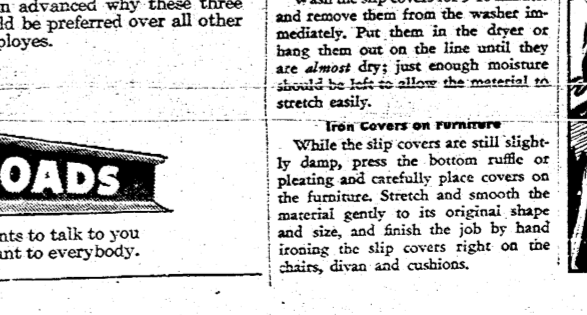 n advanced why these three
ld be preferred over all other
ployes.
OADS
nts to talk to you
ant to everybody.
and remove them from the washer im-
mediately. Put them in the dryer or
hang them out on the line until they
are almost dry; just enough moisture
should be left to allow the material to
stretch easily.
Iron Covers on Furniture
While the slip covers are still slight-
ly damp, press the bottom ruffle or
pleating and carefully place covers on
the furniture. Stretch and smooth the
material gently to its original shape
and size, and finish the job by hand
ironing the slip covers right on the
chairs, divan and cushions.